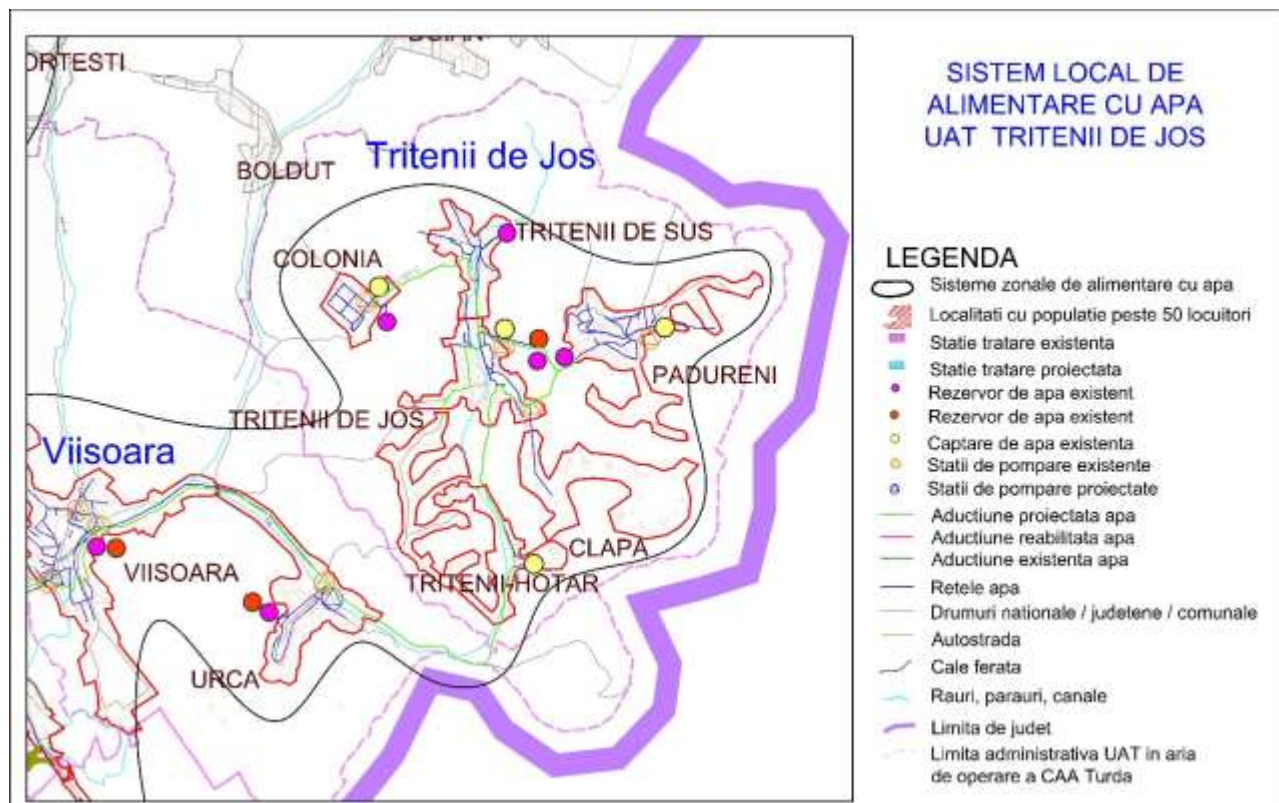 ORTESTI
BOLDUT
Tritenii de Jos
TRITENII DE SUS
COLONIA
PADURENI
TRITENII DE JOS
Viisoara
CLAPA
TRITENII-HOTAR
VIISOARA
URCA
SISTEM LOCAL DE
ALIMENTARE CU APA
UAT TRITENII DE JOS
LEGENDA
Sisteme zonale de alimentare cu apa
Localitati cu populatie peste 50 locuitori
Statie tratare existenta
Statie tratare proiectata
Rezervor de apa existent
Rezervor de apa existent
Captare de apa existenta
Statii de pompare existente
Statii de pompare proiectate
Aductiune proiectata apa
Aductiune reabilitata apa
Aductiune existenta apa
Retele apa
Drumuri nationale / judetene / comunale
Autostrada
Cale ferata
Rauri, parauri, canale
Limita de judet
Limita administrativa UAT in aria
de operare a CAA Turda